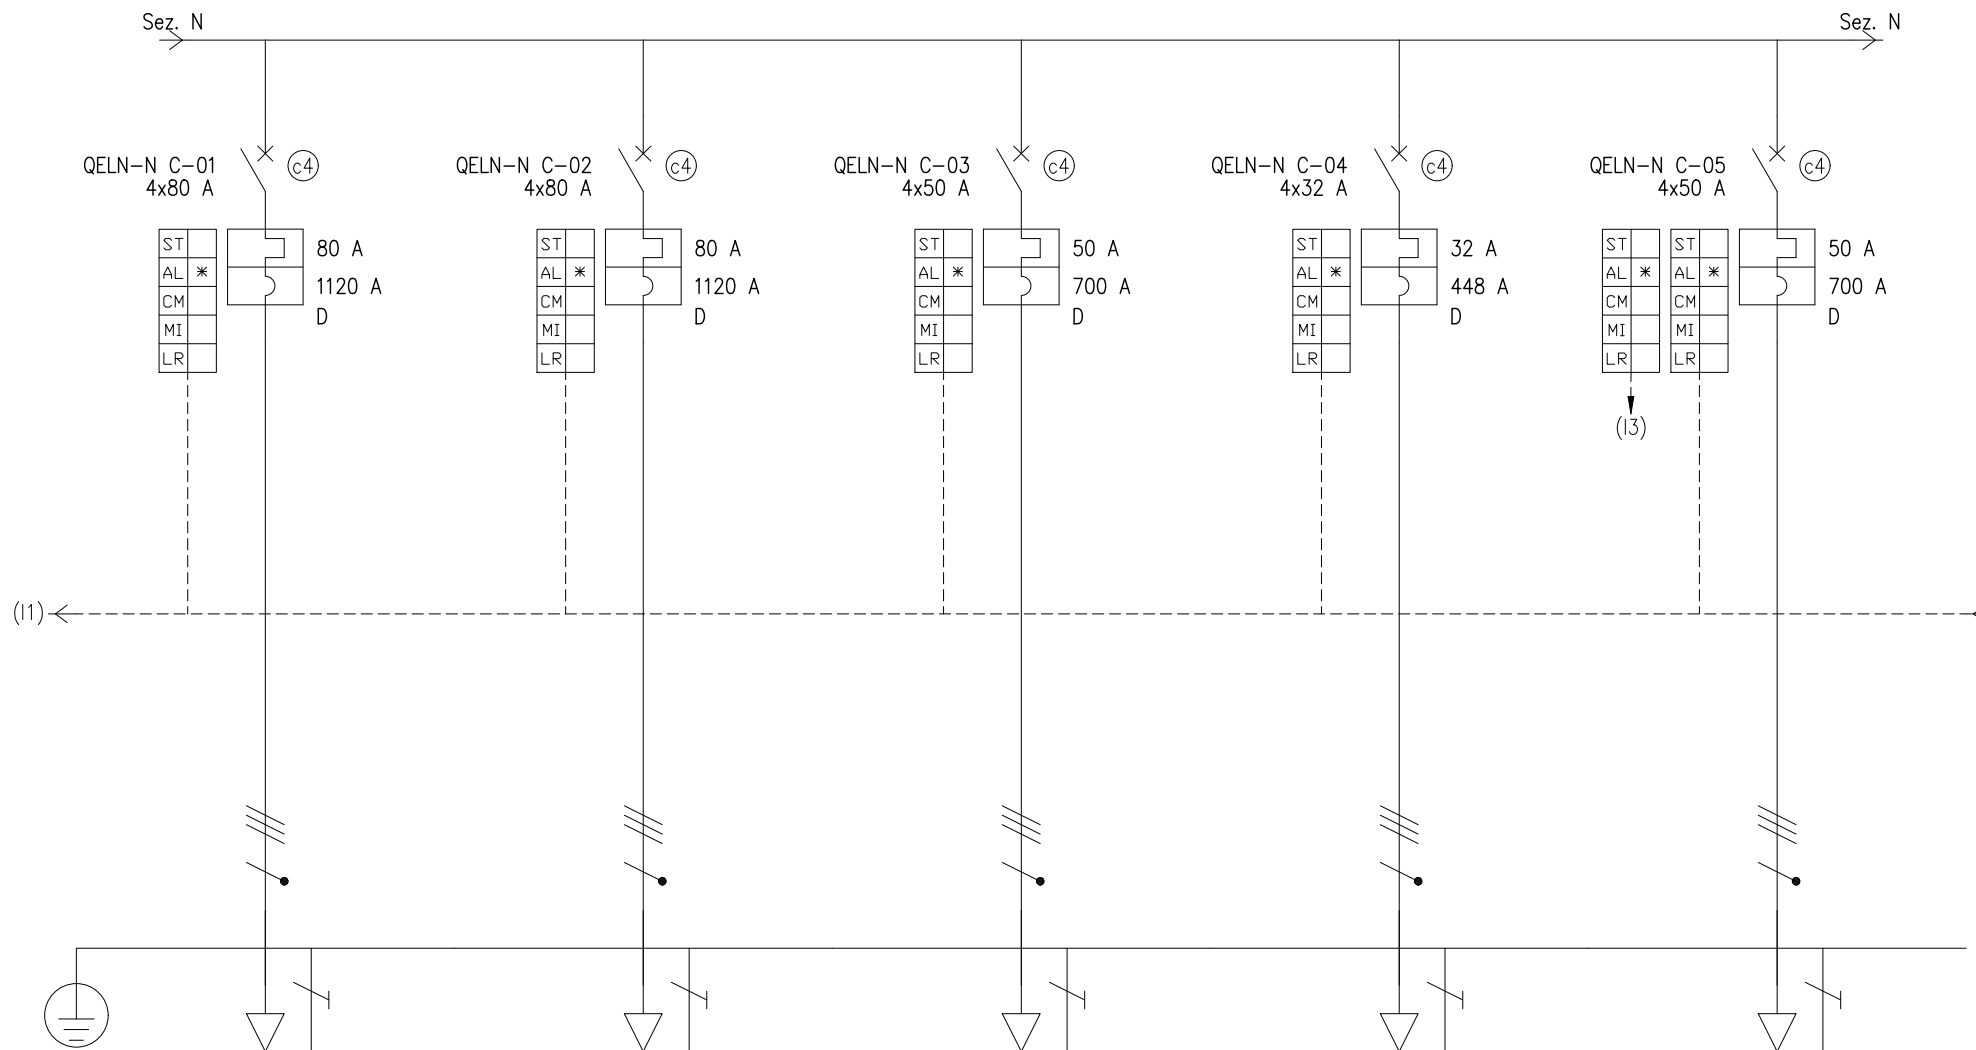 Sez. N
Sez. N
QELN-N C-01
4x80 A
c4
QELN-N C-02
4x80 A
c4
QELN-N C-03
4x50 A
c4
QELN-N C-04
4x32 A
c4
QELN-N C-05
4x50 A
c4
ST
AL *
CM
MI
LR
80 A
1120 A
D
ST
AL *
CM
MI
LR
80 A
1120 A
D
ST
AL *
CM
MI
LR
50 A
700 A
D
ST
AL *
CM
MI
LR
32 A
448 A
D
ST
AL *
CM
MI
LR
ST
AL *
CM
MI
LR
50 A
700 A
D
(I3)
(I1)